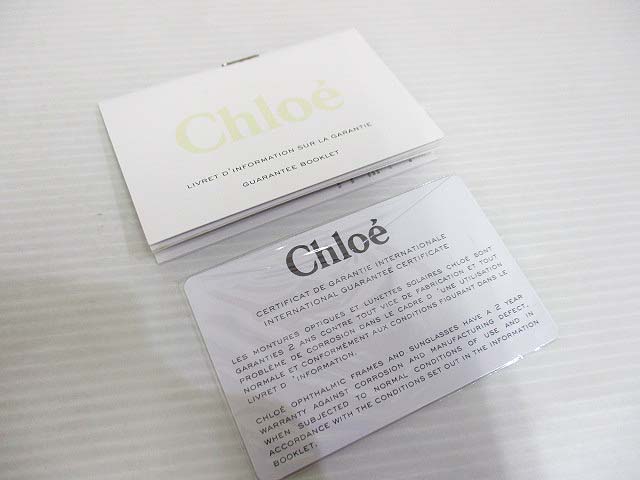 Chloé
LIVRET D'INFORMATION SUR LA GARANTIE
GUARANTEE BOOKLET
Chloé
CERTIFICAT DE GARANTIE INTERNATIONALE
INTERNATIONAL GUARANTEE CERTIFICATE
LES MONTURES OPTIQUES ET LUNETTES SOLAIRES CHLOÉ SONT
GARANTIES 2 ANS CONTRE TOUT VICE DE FABRICATION ET TOUT
PROBLÈME DE CORROSION DANS LE CADRE D 'UNE UTILISATION
NORMALE ET CONFORMÉMENT AUX CONDITIONS FIGURANT DANS LE
LIVRET D 'INFORMATION.
CHLOÉ OPHTHALMIC FRAMES AND SUNGLASSES HAVE A 2 YEAR
WARRANTY AGAINST CORROSION AND MANUFACTURING DEFECT,
WHEN SUBJECTED TO NORMAL CONDITIONS OF USE AND IN
ACCORDANCE WITH THE CONDITIONS SET OUT IN THE INFORMATION
BOOKLET.